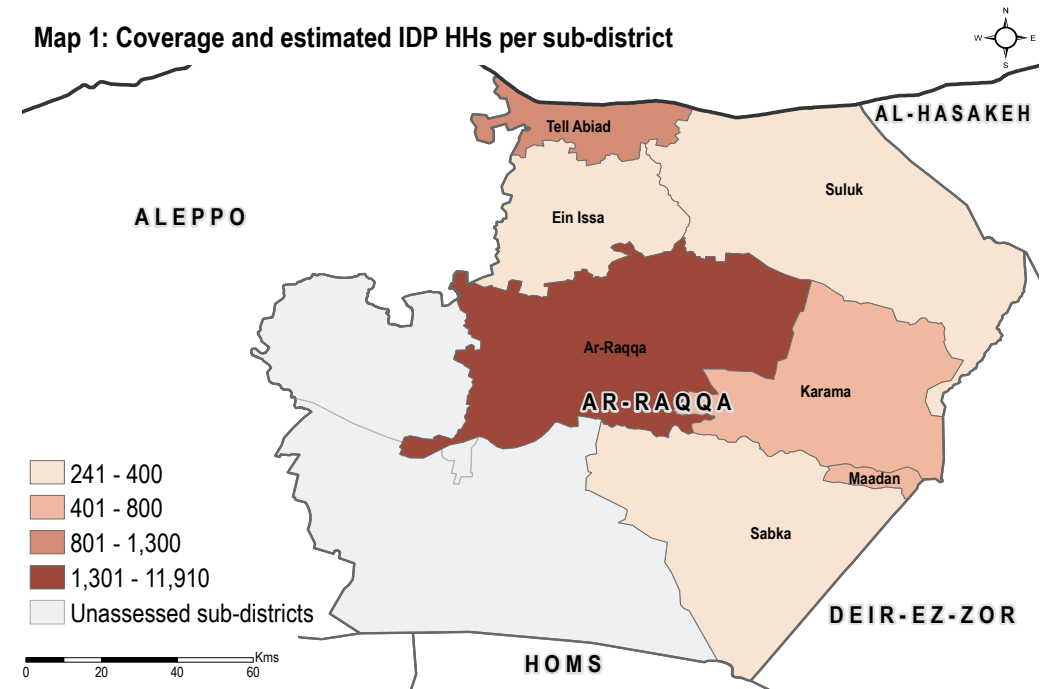 Map 1: Coverage and estimated IDP HHs per sub-district
N
W E
S
AL-HASAKEH
Tell Abiad
Suluk
ALEPPO
Ein Issa
Ar-Raqqa
Karama
AR-RAQQA
241 - 400
Maadan
401 - 800
Sabka
801 - 1,300
1,301 - 11,910
Unassessed sub-districts
DEIR-EZ-ZOR
Kms
HOMS
0 20 40 60